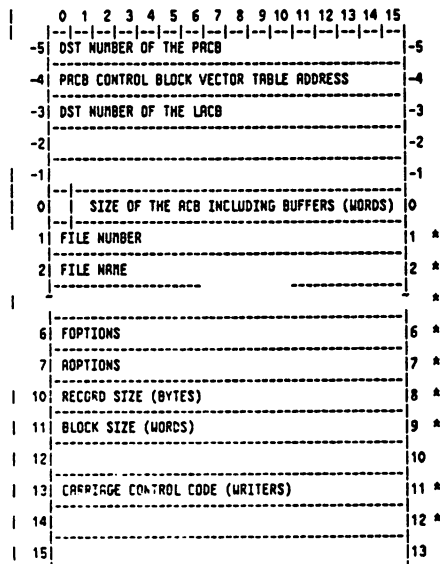 0 1 2 3 4 5 6 7 8 9 10 11 12 13 14 15
-5 DST NUMBER OF THE PACB -5
-4 PACB CONTROL BLOCK VECTOR TABLE ADDRESS -4
-3 DST NUMBER OF THE LACB -3
-2 -2
-1 -1
0 SIZE OF THE ACB INCLUDING BUFFERS (WORDS) 0
1 FILE NUMBER 1 *
2 FILE NAME 2 *
*
6 FOPTIONS 6 *
7 AOPTIONS 7 *
10 RECORD SIZE (BYTES) 8 *
11 BLOCK SIZE (WORDS) 9 *
12 10
13 CARRIAGE CONTROL CODE (WRITERS) 11 *
14 12 *
15 13